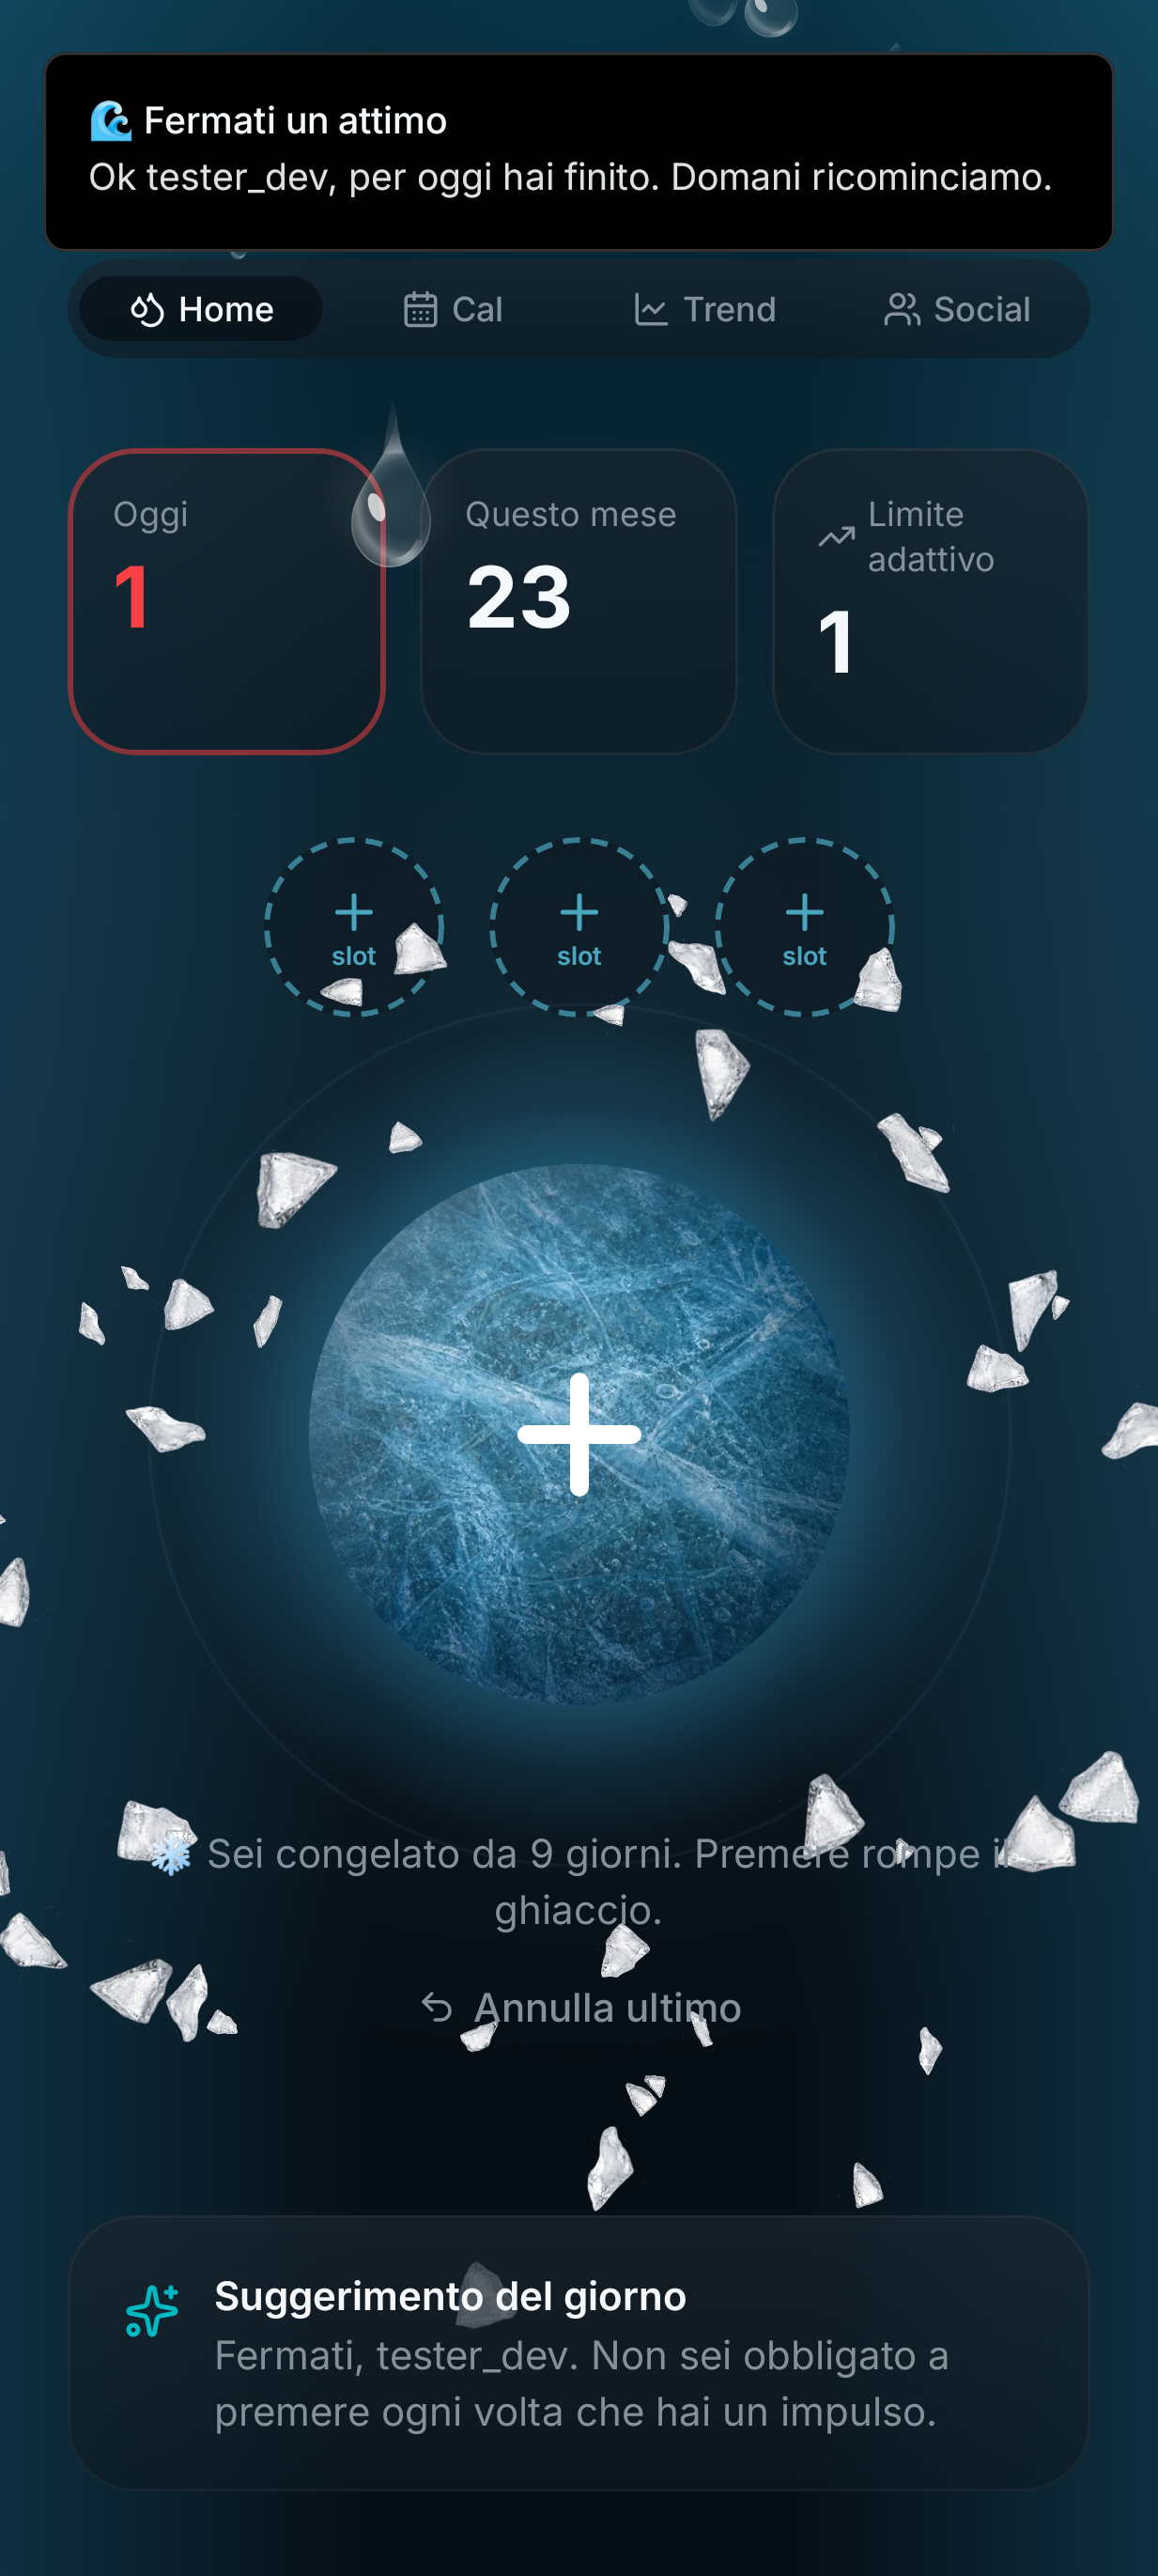 🌊 Fermati un attimo
Ok tester_dev, per oggi hai finito. Domani ricominciamo.
Home
Cal
Trend
Social
Oggi
1
Questo mese
23
Limite
adattivo
1
slot
slot
slot
❄️ Sei congelato da 9 giorni. Premere rompe il
ghiaccio.
Annulla ultimo
Suggerimento del giorno
Fermati, tester_dev. Non sei obbligato a
premere ogni volta che hai un impulso.